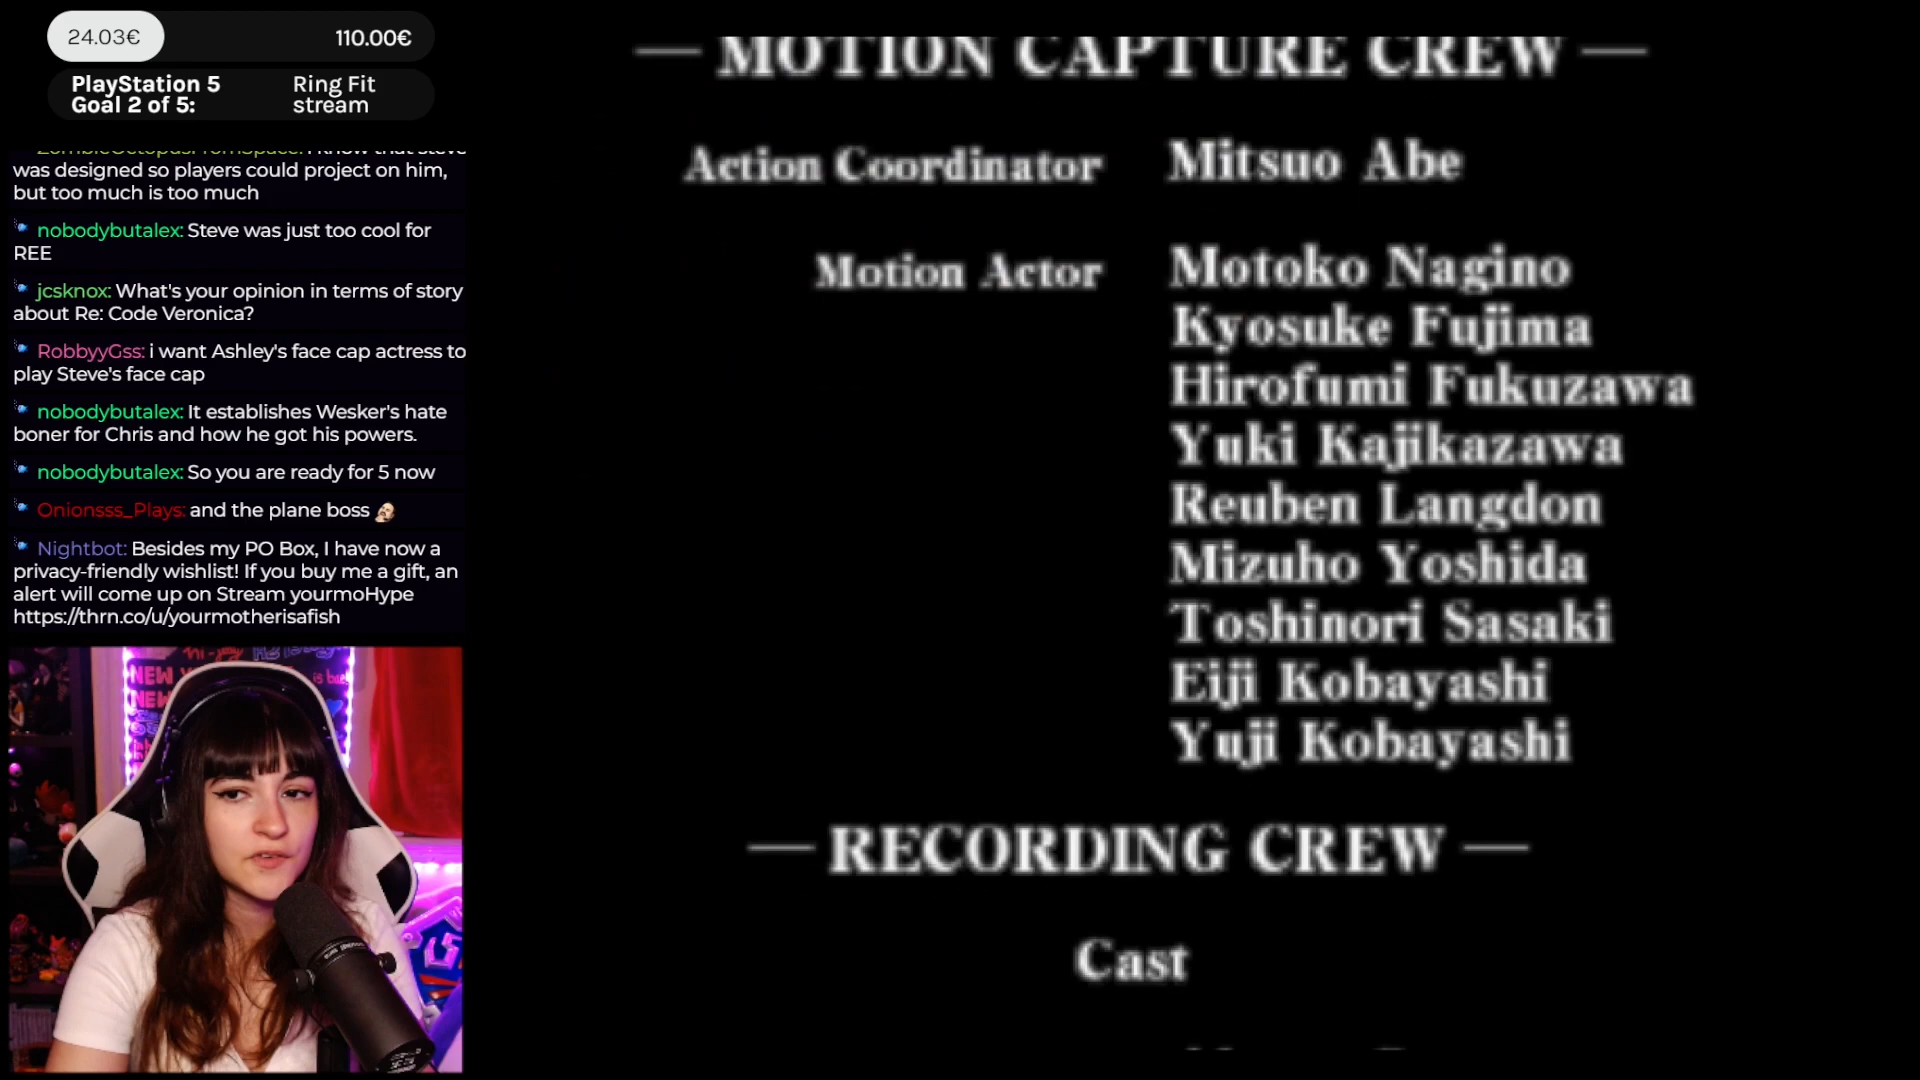 24.03€ 110.00€
PlayStation 5 Ring Fit
Goal 2 of 5: stream
ZombieOctopusFromSpace: I know that steve
was designed so players could project on him,
but too much is too much
nobodybutalex: Steve was just too cool for
REE
jcsknox: What's your opinion in terms of story
about Re: Code Veronica?
RobbyyGss: i want Ashley's face cap actress to
play Steve's face cap
nobodybutalex: It establishes Wesker's hate
boner for Chris and how he got his powers.
nobodybutalex: So you are ready for 5 now
Onionsss_Plays: and the plane boss
Nightbot: Besides my PO Box, I have now a
privacy-friendly wishlist! If you buy me a gift, an
alert will come up on Stream yourmoHype
https://thrn.co/u/yourmotherisafish
— MOTION CAPTURE CREW —
Action Coordinator Mitsuo Abe
Motion Actor Motoko Nagino
Kyosuke Fujima
Hirofumi Fukuzawa
Yuki Kajikazawa
Reuben Langdon
Mizuho Yoshida
Toshinori Sasaki
Eiji Kobayashi
Yuji Kobayashi
— RECORDING CREW —
Cast
NEW
NEW
is